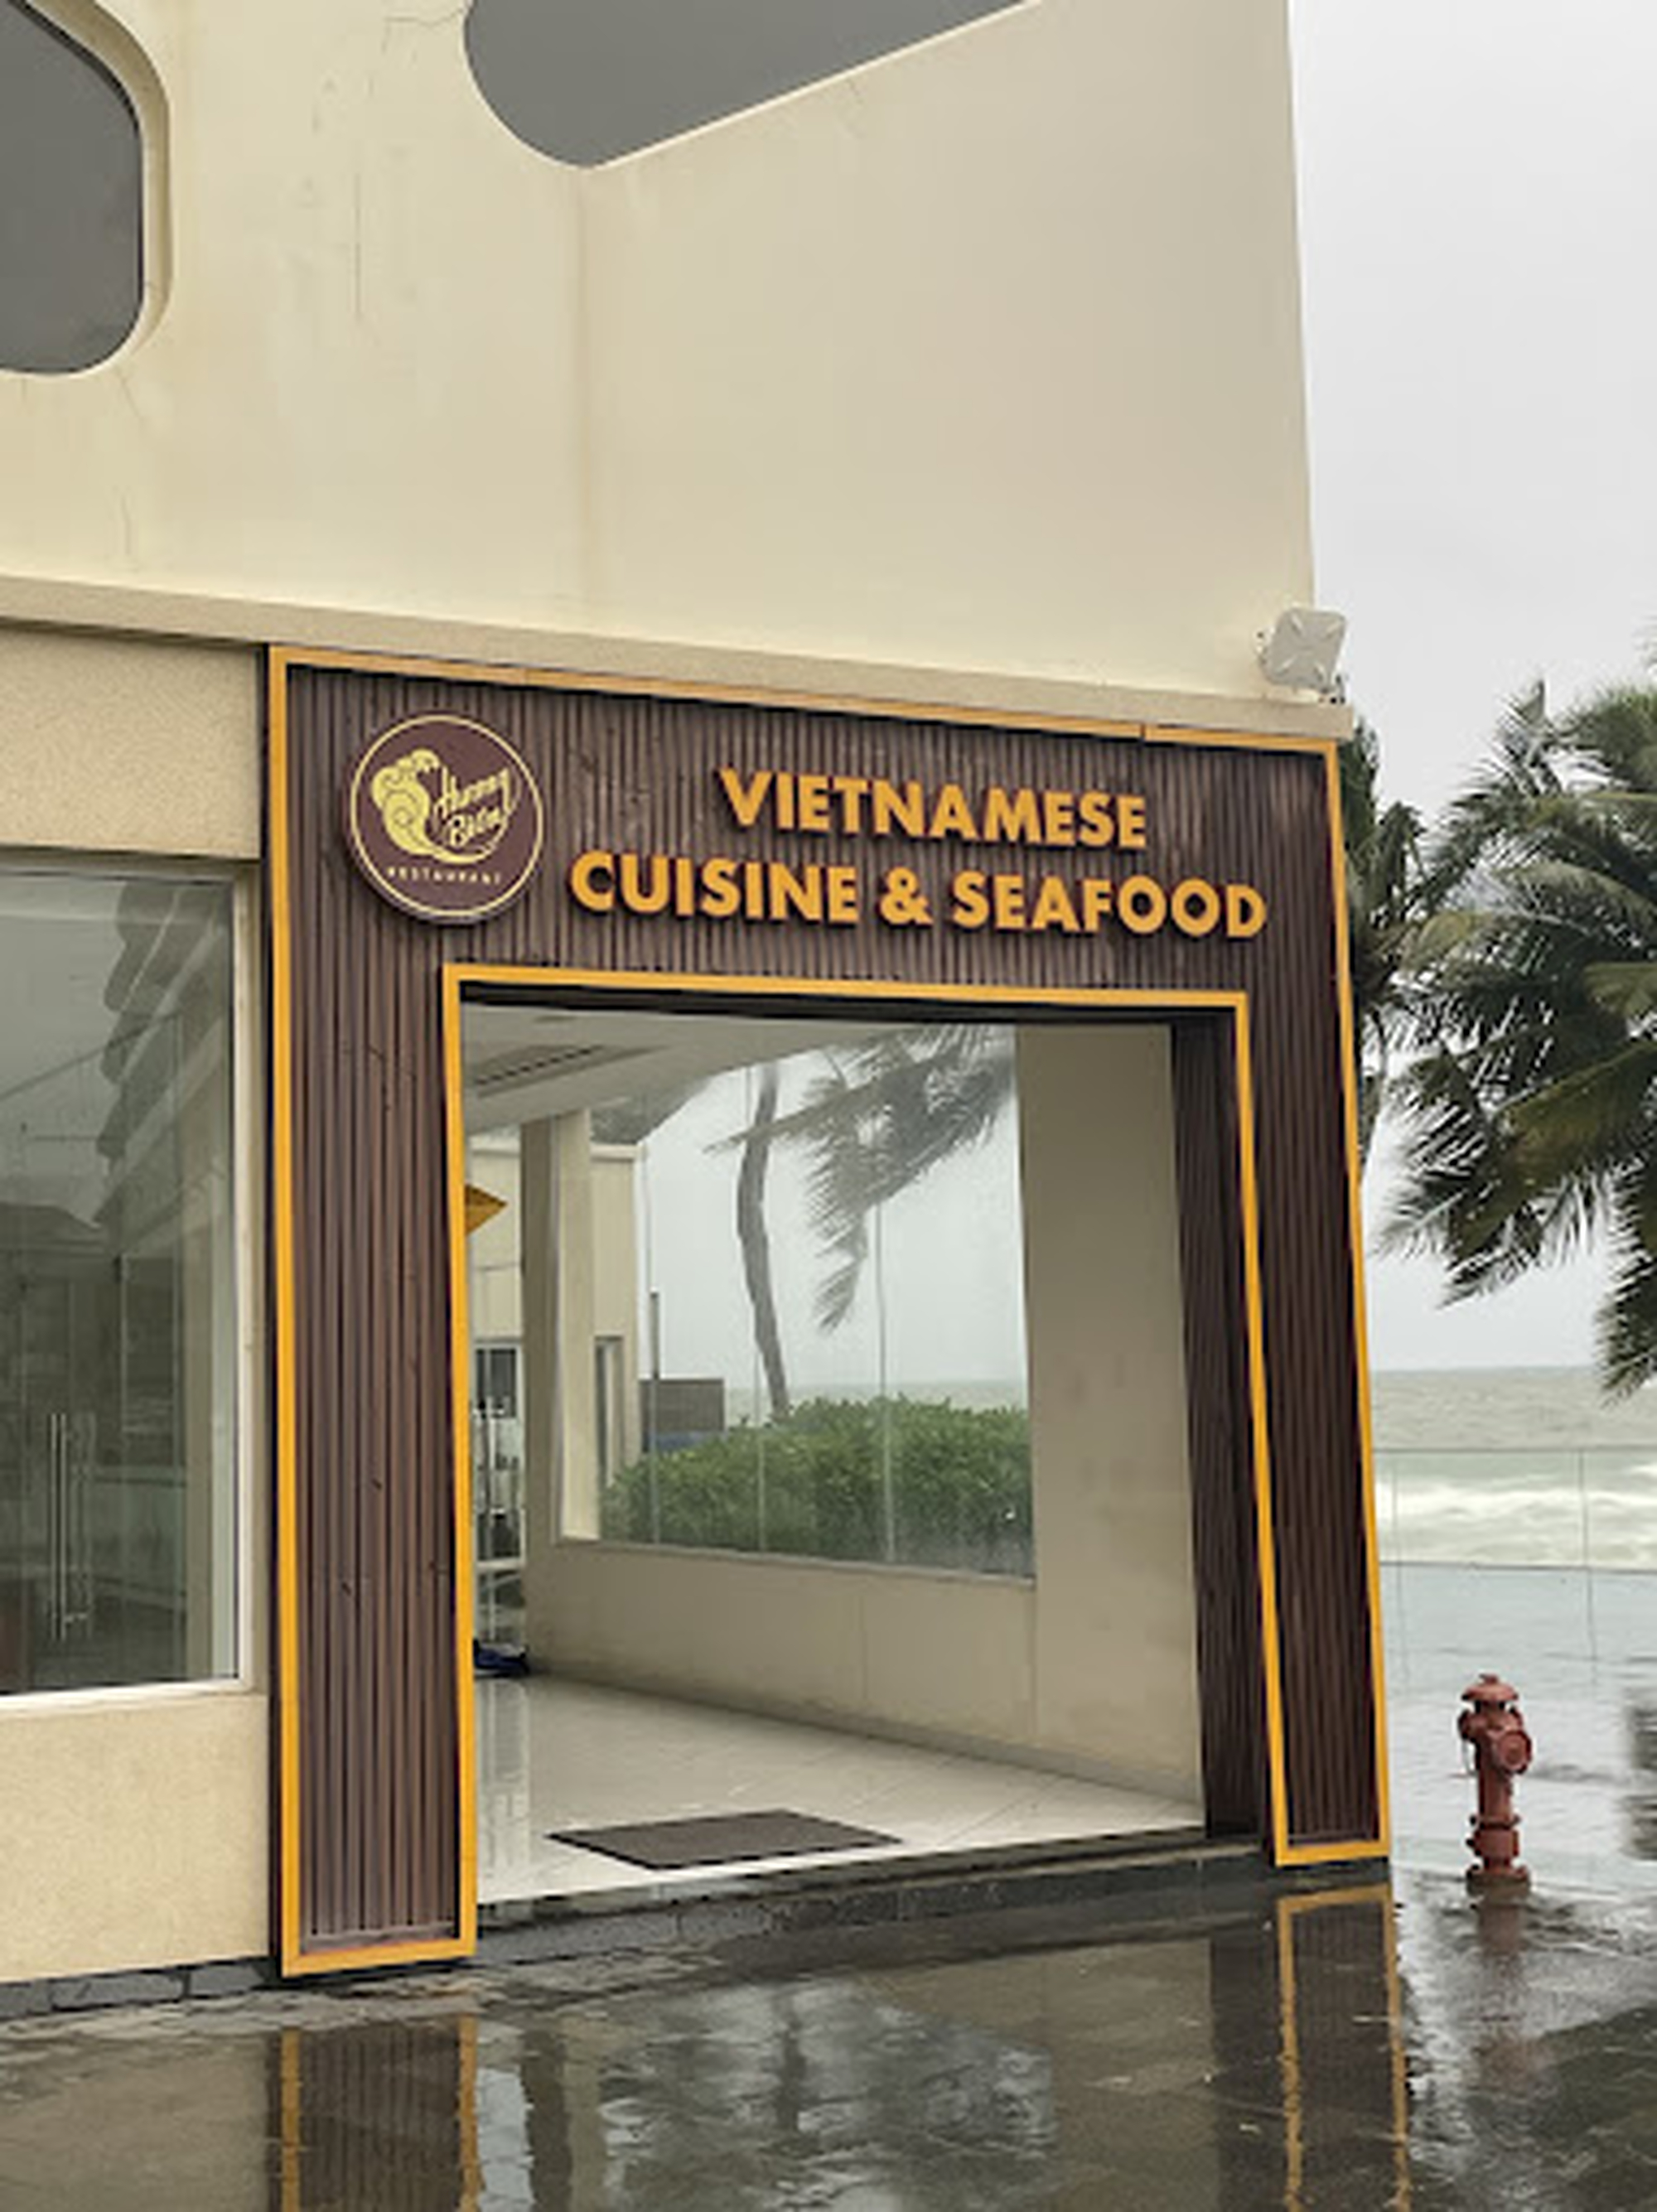 Hương
Biển
RESTAURANT
VIETNAMESE
CUISINE & SEAFOOD